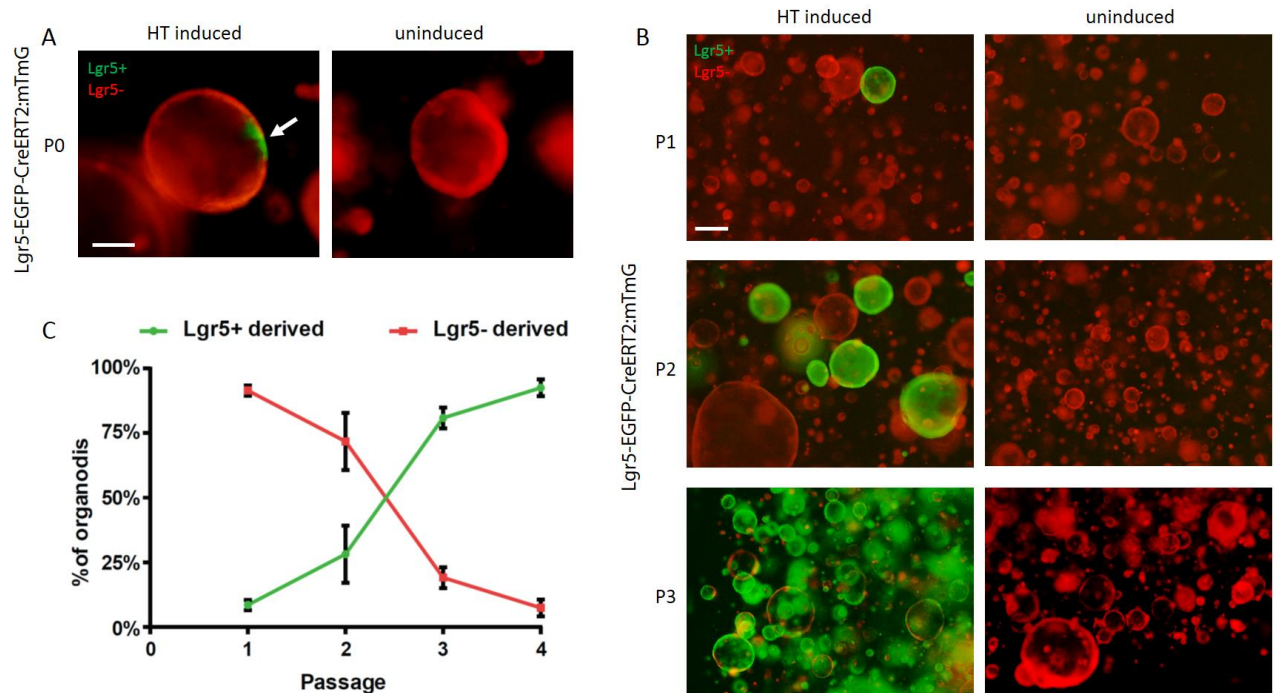 A
HT induced
uninduced
Lgr5+
Lgr5-
P0
Lgr5-EGFP-CreERT2:mTmG
B
HT induced
uninduced
Lgr5+
Lgr5-
P1
P2
P3
Lgr5-EGFP-CreERT2:mTmG
C
Lgr5+ derived
Lgr5- derived
100%
75%
50%
25%
0%
%of organodis
0 1 2 3 4
Passage